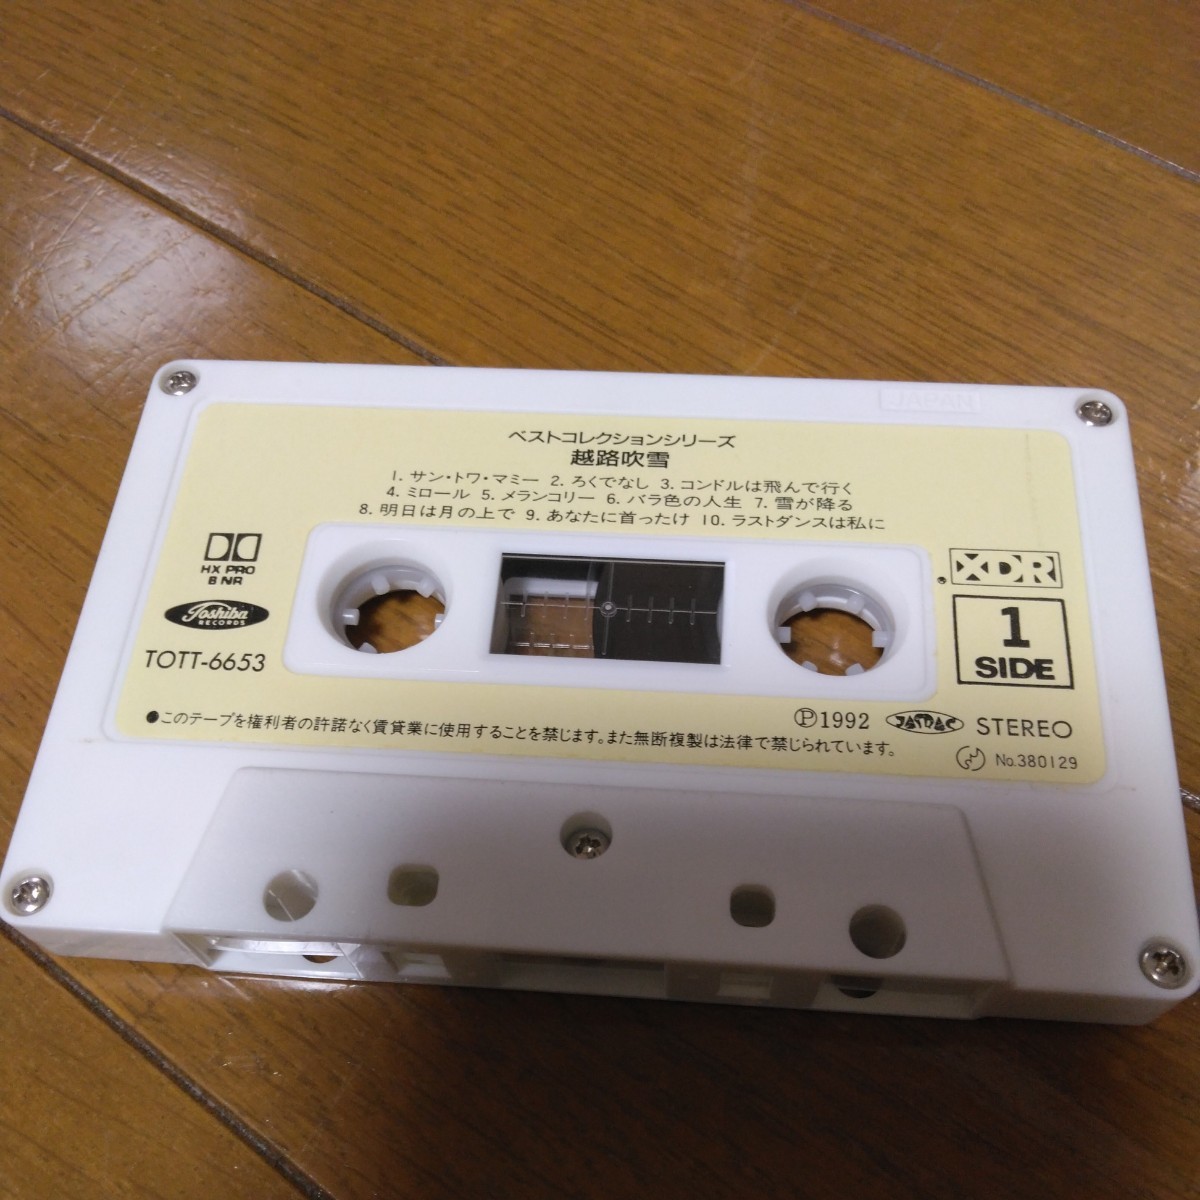 JAPAN
ベストコレクションシリーズ
越路吹雪
1. サン・トワ・マミー 2. ろくでなし 3. コンドルは飛んで行く
4. ミロール 5. メランコリー 6. バラ色の人生 7. 雪が降る
8. 明日は月の上で 9. あなたに首ったけ 10. ラストダンスは私に
HX PRO
B NR
Toshiba
RECORDS
TOTT-6653
XDR
1
SIDE
●このテープを権利者の許諾なく賃貸業に使用することを禁じます。また無断複製は法律で禁じられています。
Ⓟ1992 JASRAC STEREO
No.380129